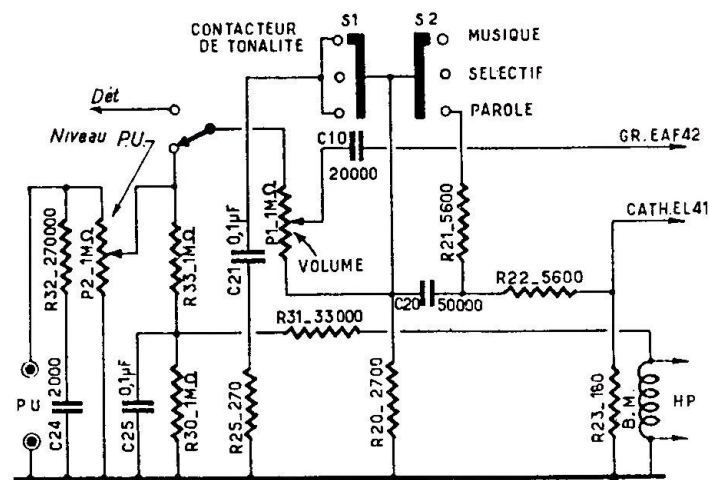 CONTACTEUR
DE TONALITE
S1
S2
MUSIQUE
SELECTIF
PAROLE
Dét
Niveau P.U.
C10
20000
GR.EAF42
CATH.EL41
R32_270000
P2_1MΩ
R33_1MΩ
C21 0,1µF
P1_1MΩ
VOLUME
R21_5600
C20 50000
R22_5600
R31_33000
PU
C24 2000
C25 0,1µF
R30_1MΩ
R25_270
R20_2700
R23_160
B.M.
HP